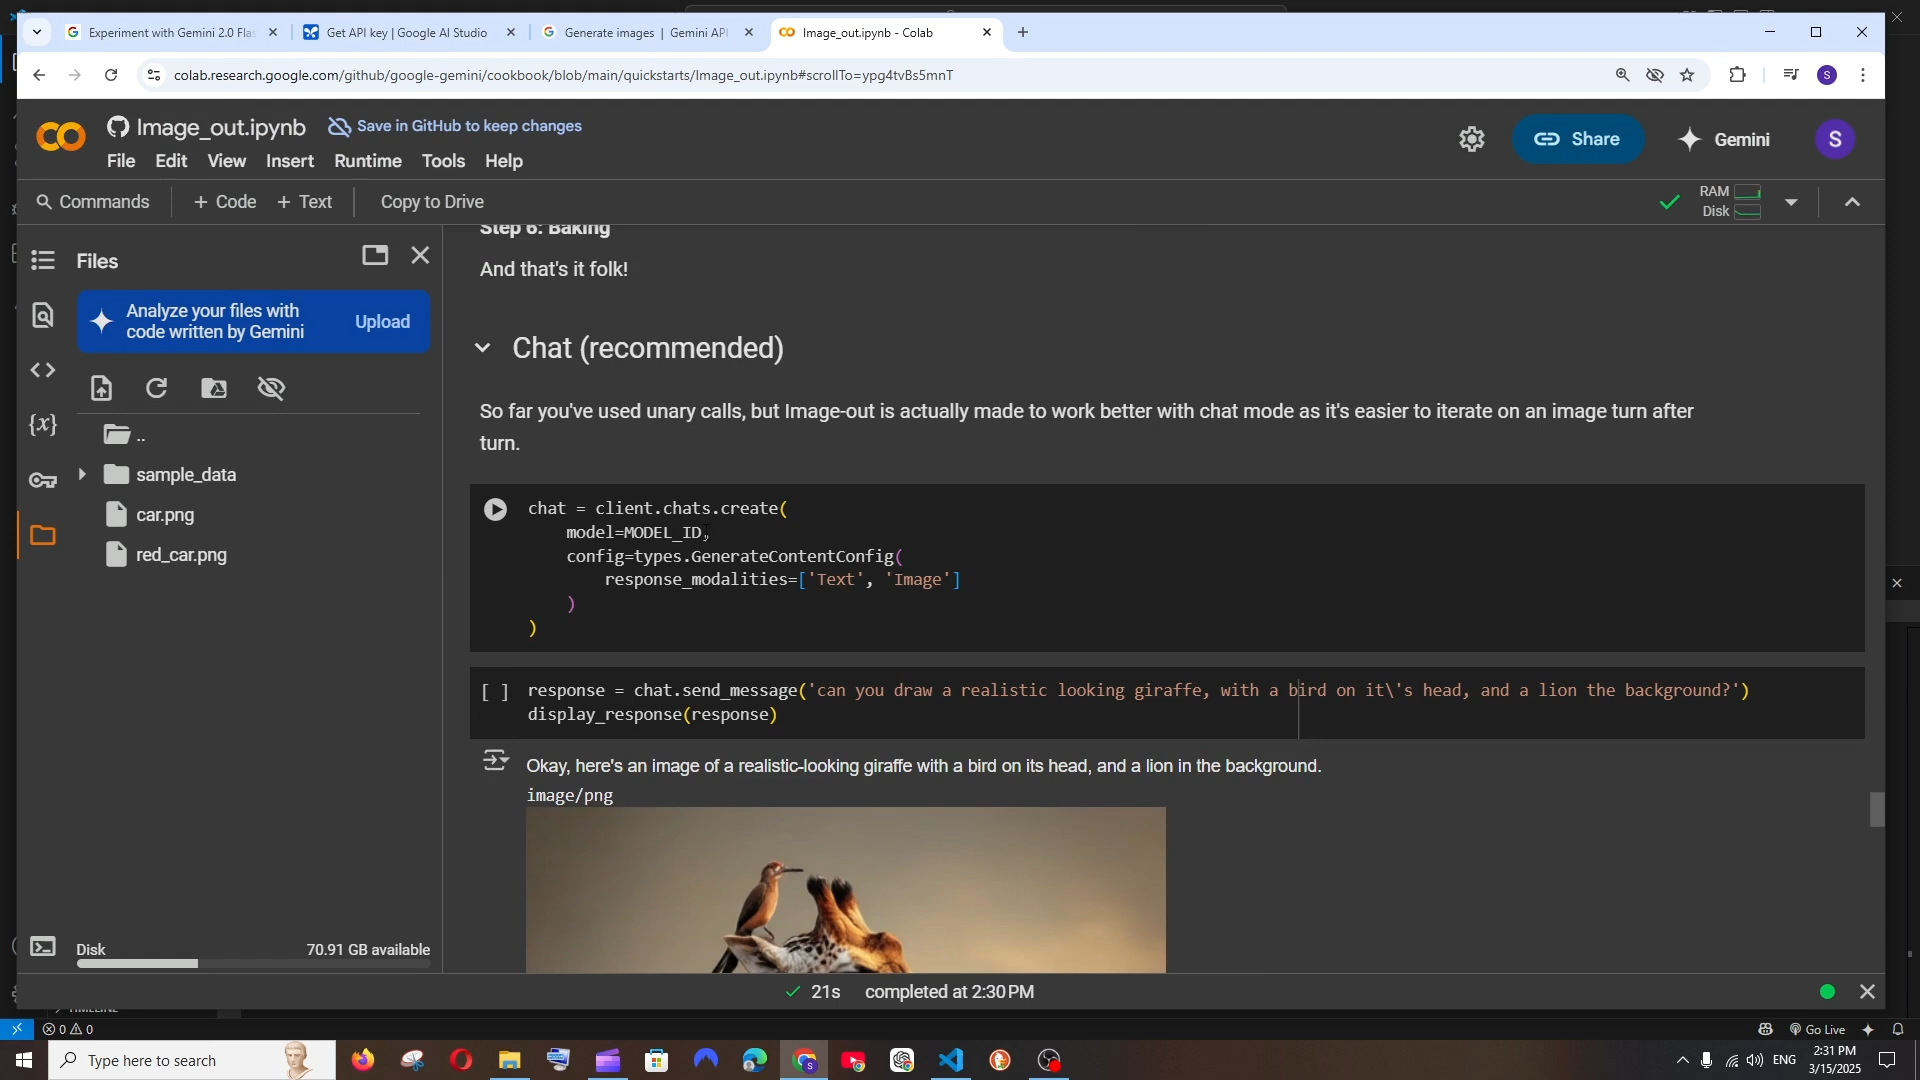 Experiment with Gemini 2.0 Flas
Get API key | Google AI Studio
Generate images | Gemini API
Image_out.ipynb - Colab
colab.research.google.com/github/google-gemini/cookbook/blob/main/quickstarts/Image_out.ipynb#scrollTo=ypg4tvBs5mnT
S
Image_out.ipynb
Save in GitHub to keep changes
File Edit View Insert Runtime Tools Help
Share
Gemini
S
Commands
+ Code + Text
Copy to Drive
RAM
Disk
Files
Analyze your files with
code written by Gemini
Upload
{x}
..
sample_data
car.png
red_car.png
Disk
70.91 GB available
Step 6: Baking
And that's it folk!
Chat (recommended)
So far you've used unary calls, but Image-out is actually made to work better with chat mode as it's easier to iterate on an image turn after
turn.
chat = client.chats.create(
model=MODEL_ID,
config=types.GenerateContentConfig(
response_modalities=['Text', 'Image']
)
)
[ ] response = chat.send_message('can you draw a realistic looking giraffe, with a bird on it\'s head, and a lion the background?')
display_response(response)
Okay, here's an image of a realistic-looking giraffe with a bird on its head, and a lion in the background.
image/png
21s completed at 2:30 PM
TIMELINE
0 0
Go Live
Type here to search
ENG
2:31 PM
3/15/2025